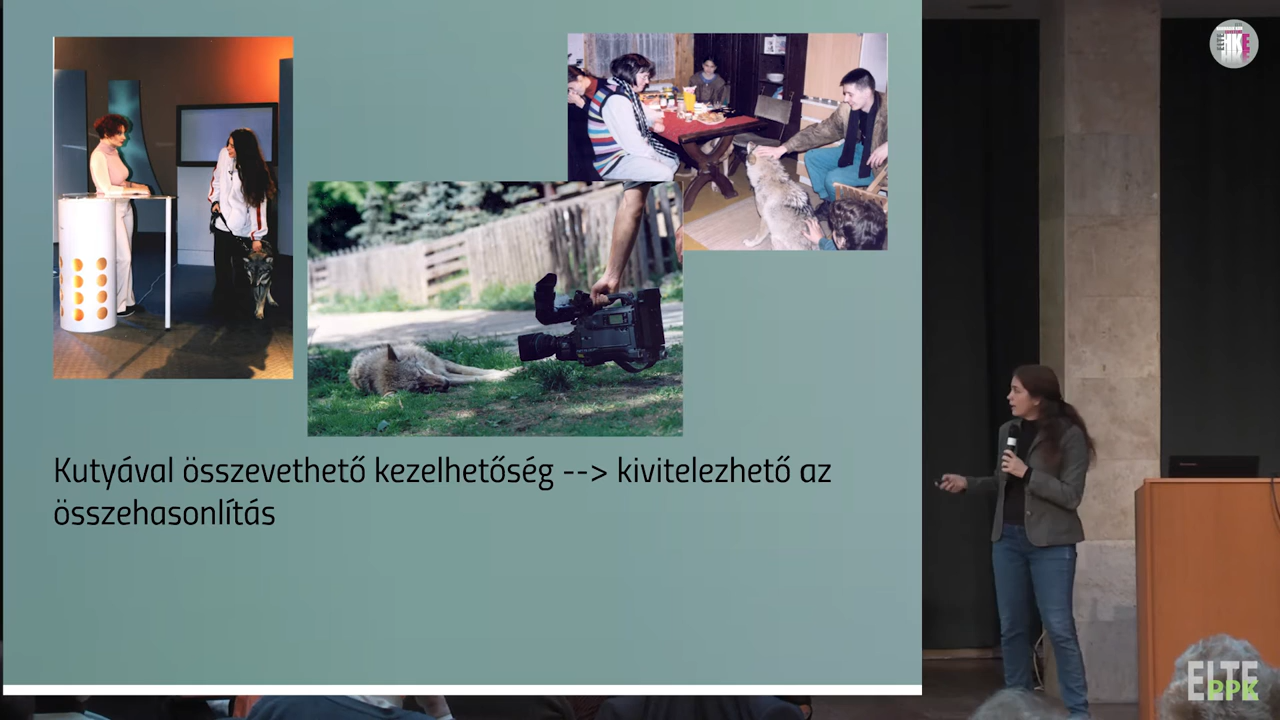 Kutyával összevethető kezelhetőség --> kivitelezhető az
összehasonlítás
ELTE
PPK